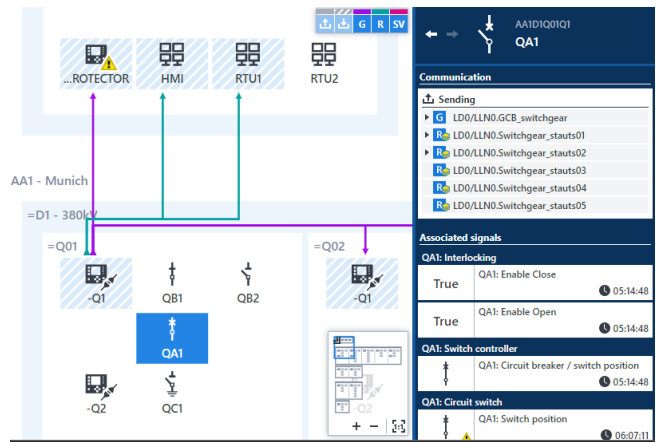 G R SV
...ROTECTOR HMI RTU1 RTU2
AA1 - Munich
=D1 - 380kV
=Q01
=Q02
-Q1 QB1 QB2 -Q1
QA1
-Q2 QC1 -Q2
+ − 1:1
AA1D1Q01Q1
QA1
Communication
Sending
G LD0/LLN0.GCB_switchgear
R LD0/LLN0.Switchgear_stauts01
R LD0/LLN0.Switchgear_stauts02
R LD0/LLN0.Switchgear_stauts03
R LD0/LLN0.Switchgear_stauts04
R LD0/LLN0.Switchgear_stauts05
Associated signals
QA1: Interlocking
True QA1: Enable Close
05:14:48
True QA1: Enable Open
05:14:48
QA1: Switch controller
QA1: Circuit breaker / switch position
05:14:48
QA1: Circuit switch
QA1: Switch position
06:07:11